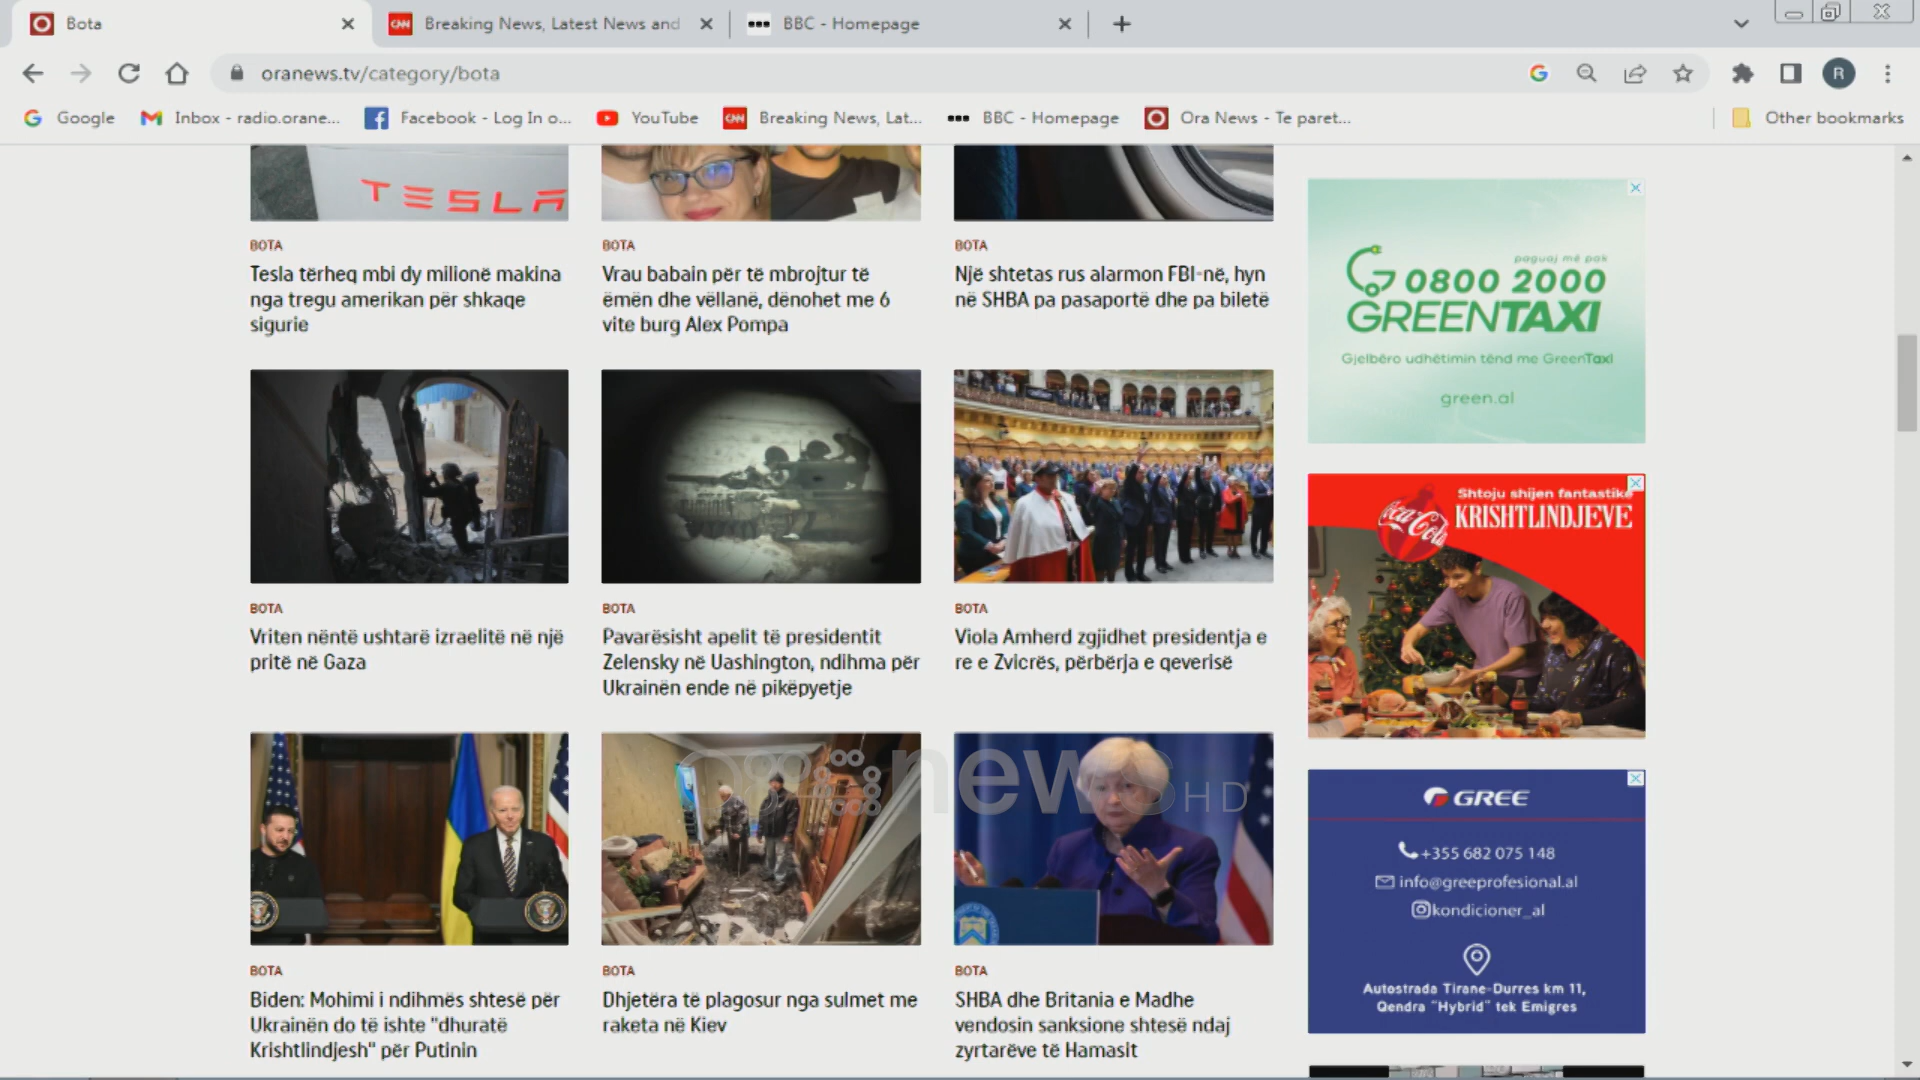 Bota
Breaking News, Latest News and
BBC - Homepage
oranews.tv/category/bota
R
Google
Inbox - radio.orane...
Facebook - Log In o...
YouTube
Breaking News, Lat...
BBC - Homepage
Ora News - Te paret...
Other bookmarks
TESLA
BOTA
Tesla tërheq mbi dy milionë makina
nga tregu amerikan për shkaqe
sigurie
BOTA
Vrau babain për të mbrojtur të
ëmën dhe vëllanë, dënohet me 6
vite burg Alex Pompa
BOTA
Një shtetas rus alarmon FBI-në, hyn
në SHBA pa pasaportë dhe pa biletë
BOTA
Vriten nëntë ushtarë izraelitë në një
pritë në Gaza
BOTA
Pavarësisht apelit të presidentit
Zelensky në Uashington, ndihma për
Ukrainën ende në pikëpyetje
BOTA
Viola Amherd zgjidhet presidentja e
re e Zvicrës, përbërja e qeverisë
BOTA
Biden: Mohimi i ndihmës shtesë për
Ukrainën do të ishte "dhuratë
Krishtlindjesh" për Putinin
BOTA
Dhjetëra të plagosur nga sulmet me
raketa në Kiev
BOTA
SHBA dhe Britania e Madhe
vendosin sanksione shtesë ndaj
zyrtarëve të Hamasit
news HD
paguaj më pak
0800 2000
GREENTAXI
Gjelbëro udhëtimin tënd me GreenTaxi
green.al
Shtoju shijen fantastike
KRISHTLINDJEVE
Coca-Cola
GREE
+355 682 075 148
info@greeprofesional.al
kondicioner_al
Autostrada Tirane-Durres km 11,
Qendra "Hybrid" tek Emigres